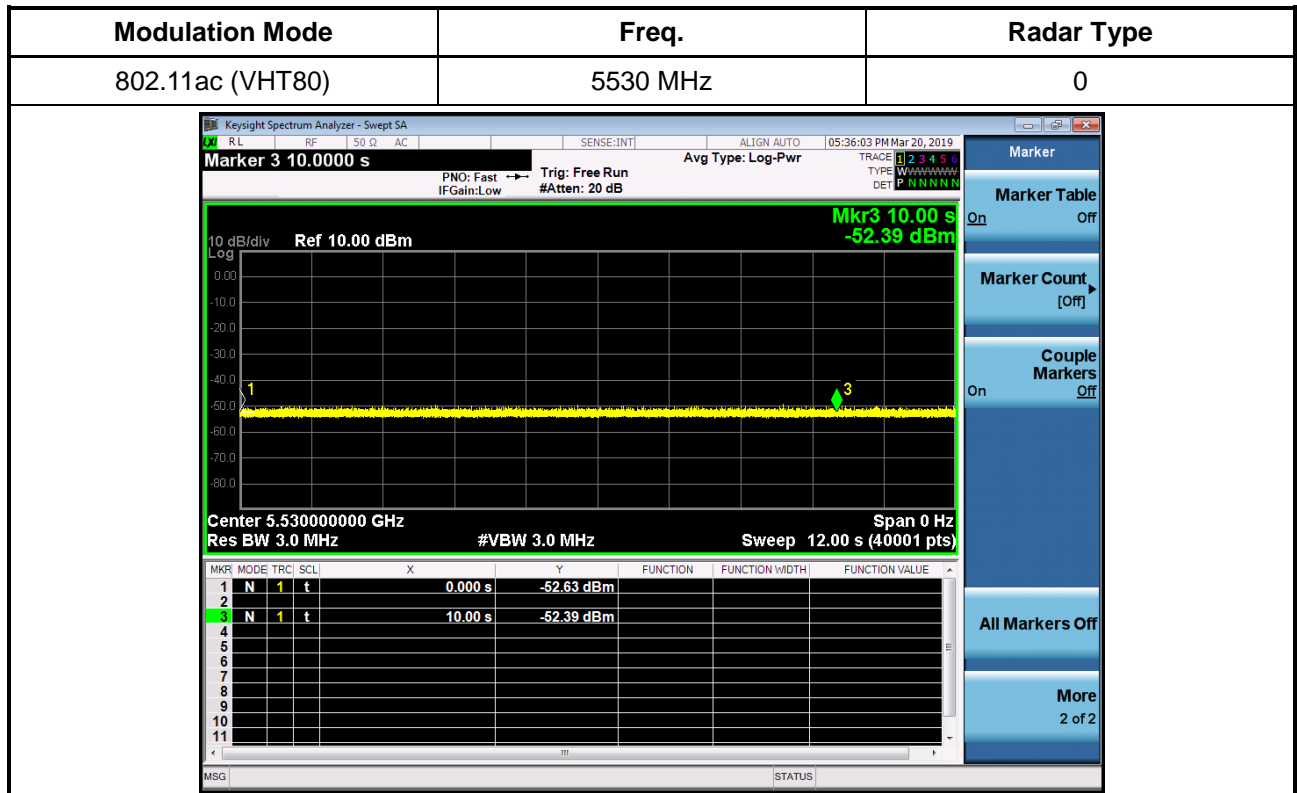 Modulation Mode Freq. Radar Type
802.11ac (VHT80) 5530 MHz 0
Keysight Spectrum Analyzer - Swept SA
LXI RL RF 50 Ω AC SENSE:INT ALIGN AUTO 05:36:03 PM Mar 20, 2019
Marker 3 10.0000 s
PNO: Fast Trig: Free Run
IFGain:Low #Atten: 20 dB
Avg Type: Log-Pwr
TRACE 1 2 3 4 5 6
TYPE WWWWWW
DET P N N N N N
Mkr3 10.00 s
-52.39 dBm
10 dB/div Ref 10.00 dBm
Log
0.00
-10.0
-20.0
-30.0
-40.0
-50.0
-60.0
-70.0
-80.0
1
3
Center 5.530000000 GHz Span 0 Hz
Res BW 3.0 MHz #VBW 3.0 MHz Sweep 12.00 s (40001 pts)
MKR MODE TRC SCL X Y FUNCTION FUNCTION WIDTH FUNCTION VALUE
1 N 1 t 0.000 s -52.63 dBm
2
3 N 1 t 10.00 s -52.39 dBm
4
5
6
7
8
9
10
11
MSG STATUS
Marker
Marker Table
On Off
Marker Count
[Off]
Couple
Markers
On Off
All Markers Off
More
2 of 2